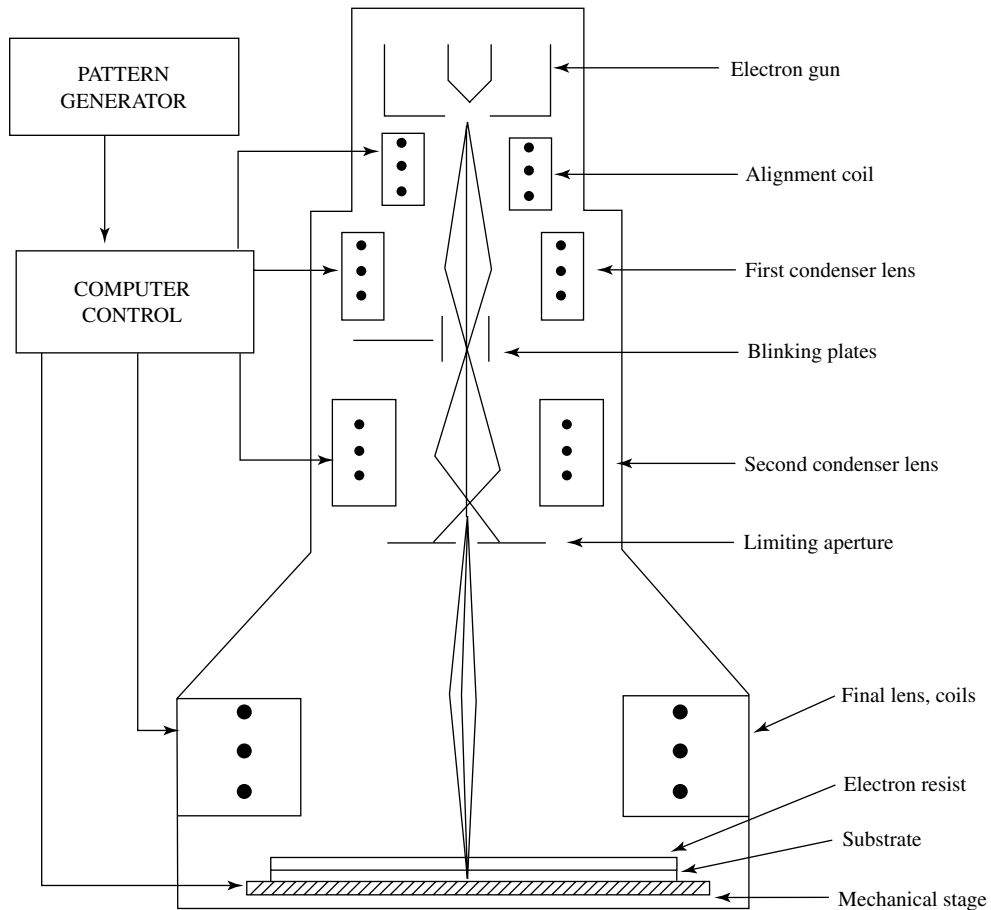 PATTERN
GENERATOR
Electron gun
Alignment coil
First condenser lens
COMPUTER
CONTROL
Blinking plates
Second condenser lens
Limiting aperture
Final lens, coils
Electron resist
Substrate
Mechanical stage